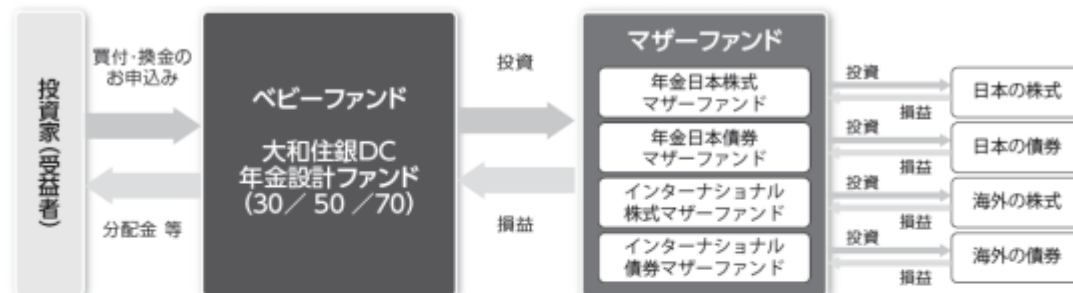 投資家（受益者）
買付・換金の
お申込み
分配金 等
ベビーファンド
大和住銀DC
年金設計ファンド
（30／ 50 ／70）
投資
損益
マザーファンド
年金日本株式
マザーファンド
年金日本債券
マザーファンド
インターナショナル
株式マザーファンド
インターナショナル
債券マザーファンド
投資
損益
日本の株式
投資
損益
日本の債券
投資
損益
海外の株式
投資
損益
海外の債券